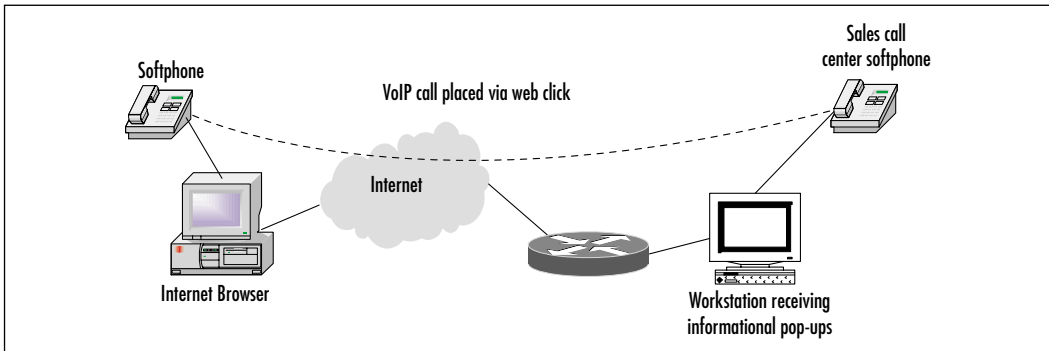 Sales call
center softphone
Softphone
VoIP call placed via web click
Internet
Internet Browser
Workstation receiving
informational pop-ups